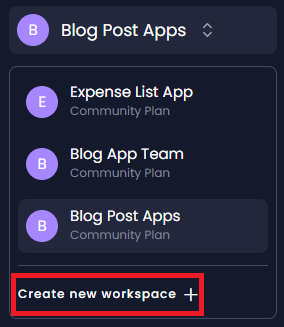 B Blog Post Apps
E Expense List App
Community Plan
B Blog App Team
Community Plan
B Blog Post Apps
Community Plan
Create new workspace +